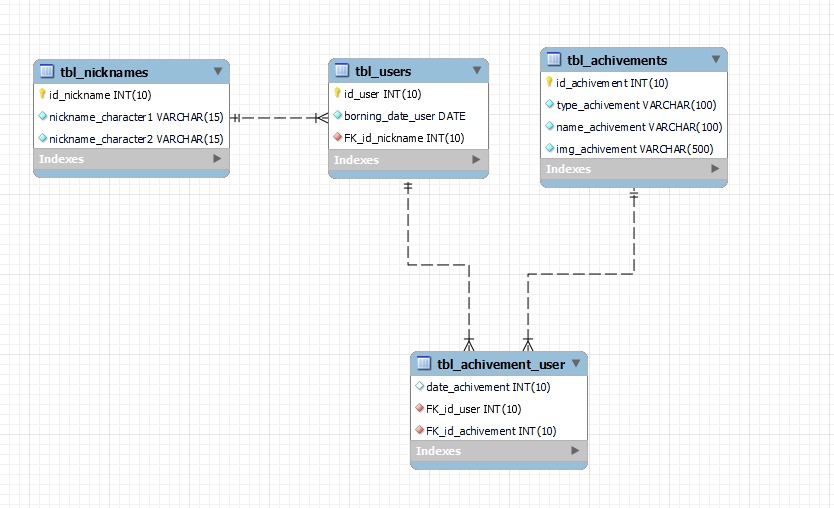 tbl_nicknames
id_nickname INT(10)
nickname_character1 VARCHAR(15)
nickname_character2 VARCHAR(15)
Indexes
tbl_users
id_user INT(10)
borning_date_user DATE
FK_id_nickname INT(10)
Indexes
tbl_achivements
id_achivement INT(10)
type_achivement VARCHAR(100)
name_achivement VARCHAR(100)
img_achivement VARCHAR(500)
Indexes
tbl_achivement_user
date_achivement INT(10)
FK_id_user INT(10)
FK_id_achivement INT(10)
Indexes